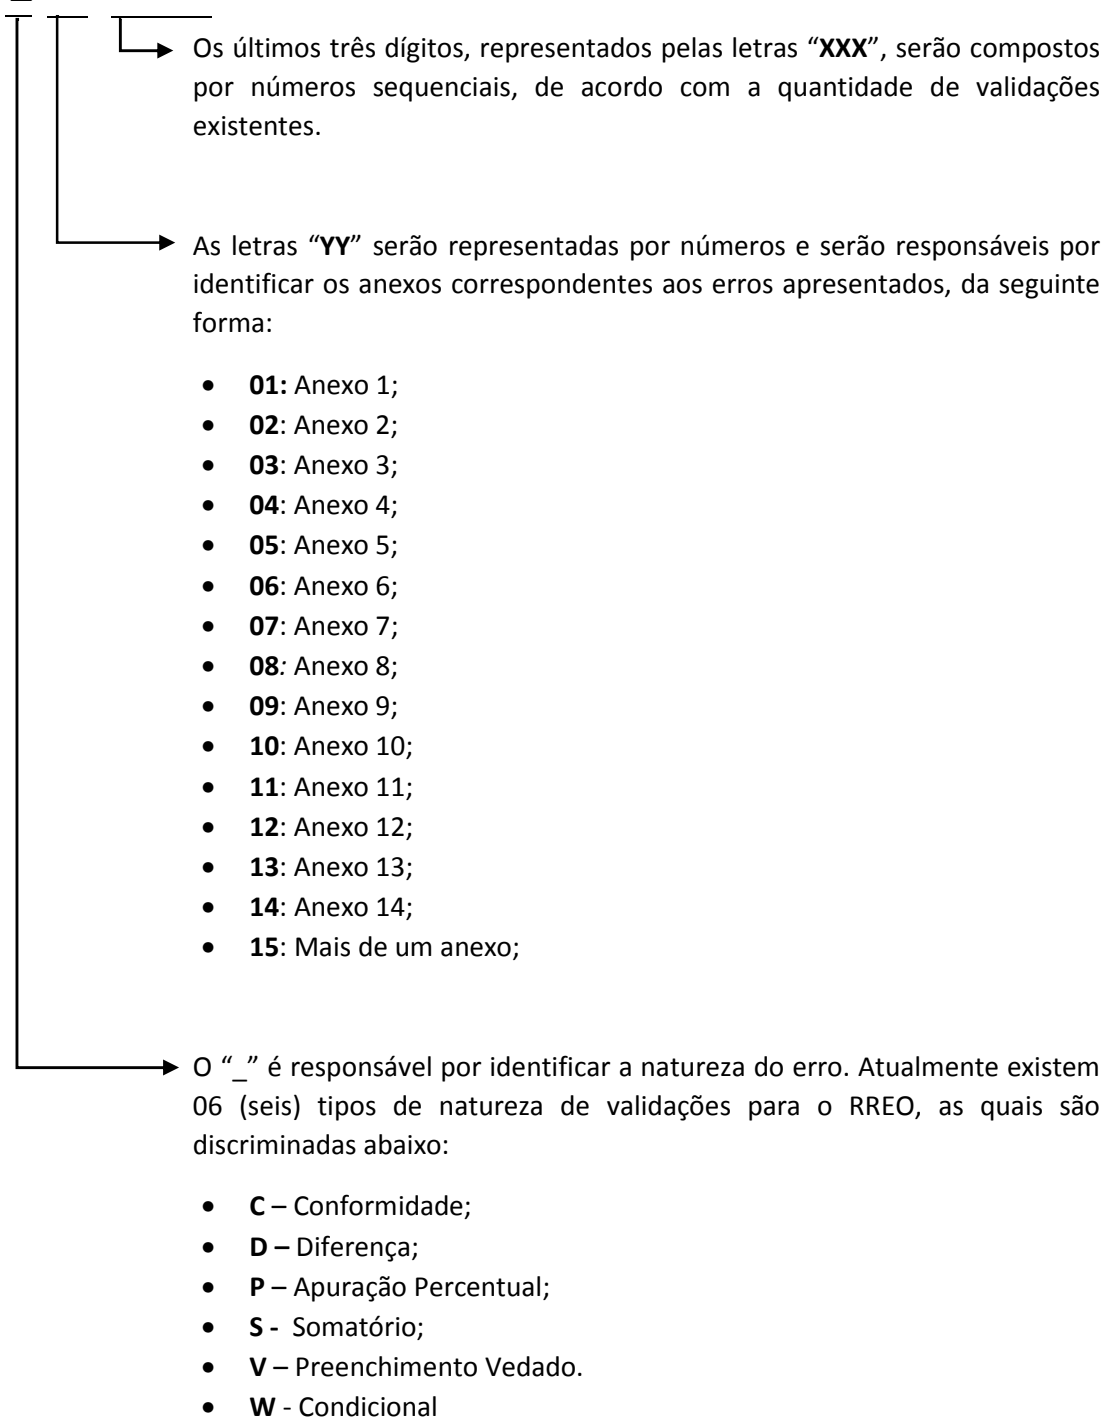 Os últimos três dígitos, representados pelas letras “XXX”, serão compostos
por números sequenciais, de acordo com a quantidade de validações
existentes.
As letras “YY” serão representadas por números e serão responsáveis por
identificar os anexos correspondentes aos erros apresentados, da seguinte
forma:
• 01: Anexo 1;
• 02: Anexo 2;
• 03: Anexo 3;
• 04: Anexo 4;
• 05: Anexo 5;
• 06: Anexo 6;
• 07: Anexo 7;
• 08: Anexo 8;
• 09: Anexo 9;
• 10: Anexo 10;
• 11: Anexo 11;
• 12: Anexo 12;
• 13: Anexo 13;
• 14: Anexo 14;
• 15: Mais de um anexo;
O “_” é responsável por identificar a natureza do erro. Atualmente existem
06 (seis) tipos de natureza de validações para o RREO, as quais são
discriminadas abaixo:
• C – Conformidade;
• D – Diferença;
• P – Apuração Percentual;
• S - Somatório;
• V – Preenchimento Vedado.
• W - Condicional